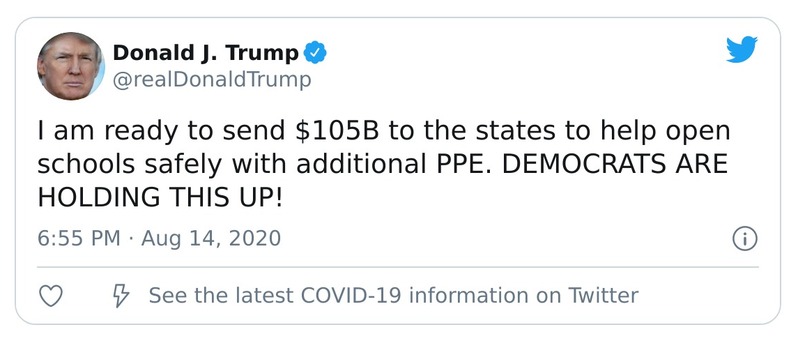 Donald J. Trump
@realDonaldTrump
I am ready to send $105B to the states to help open
schools safely with additional PPE. DEMOCRATS ARE
HOLDING THIS UP!
6:55 PM · Aug 14, 2020
See the latest COVID-19 information on Twitter